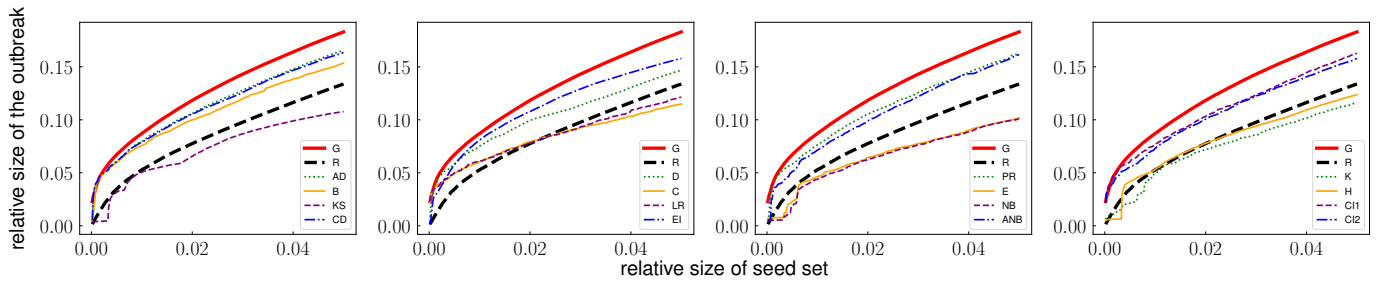 relative size of the outbreak
0.15
0.10
0.05
0.00
0.00
0.02
0.04
G
R
AD
B
KS
CD
0.15
0.10
0.05
0.00
0.00
0.02
0.04
G
R
D
C
LR
EI
0.15
0.10
0.05
0.00
0.00
0.02
0.04
G
R
PR
E
NB
ANB
0.15
0.10
0.05
0.00
0.00
0.02
0.04
G
R
K
H
CI1
CI2
relative size of seed set